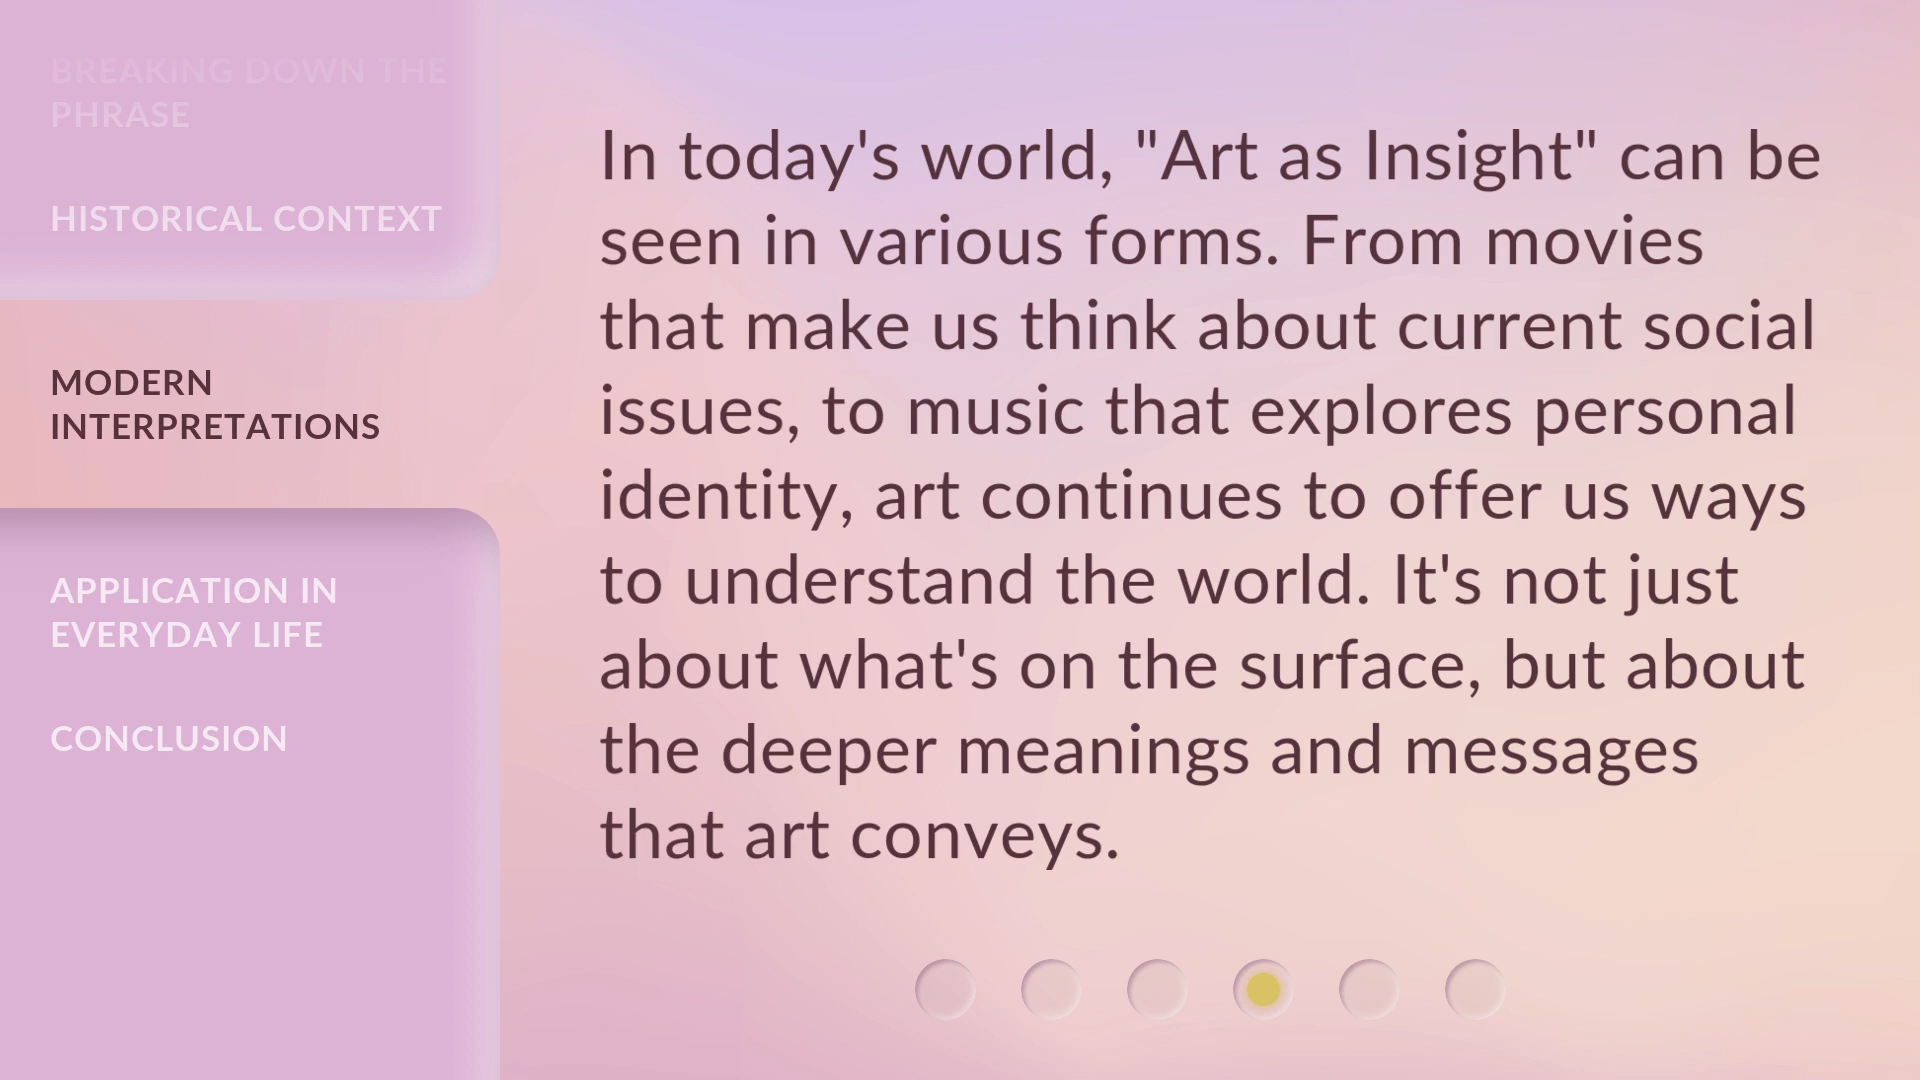 BREAKING DOWN THE
PHRASE
HISTORICAL CONTEXT
MODERN
INTERPRETATIONS
APPLICATION IN
EVERYDAY LIFE
CONCLUSION
In today's world, "Art as Insight" can be
seen in various forms. From movies
that make us think about current social
issues, to music that explores personal
identity, art continues to offer us ways
to understand the world. It's not just
about what's on the surface, but about
the deeper meanings and messages
that art conveys.